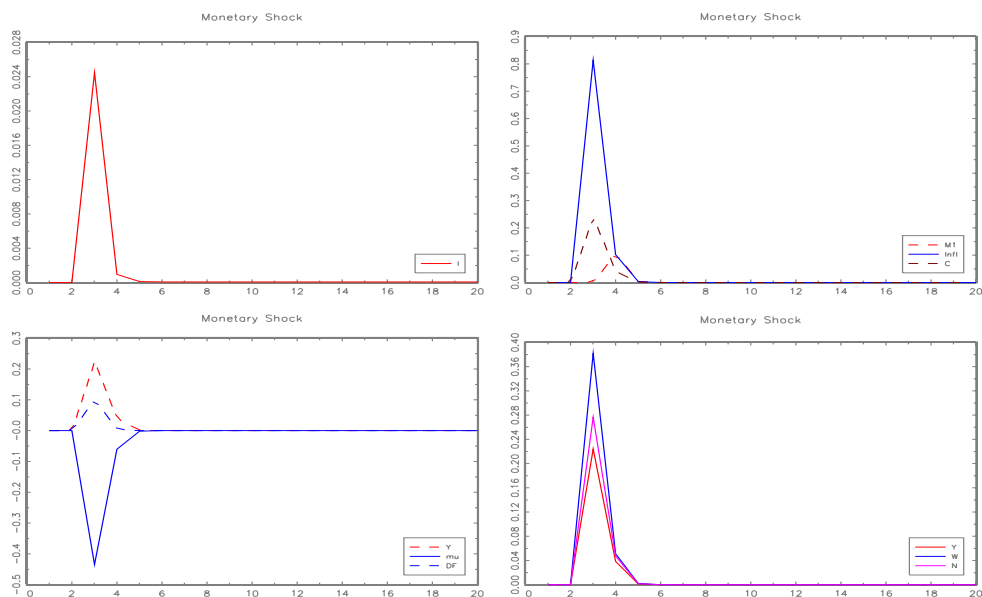 Monetary Shock
0.028
0.024
0.020
0.016
0.012
0.008
0.004
0.000
0 2 4 6 8 10 12 14 16 18 20
I
Monetary Shock
0.9
0.8
0.7
0.6
0.5
0.4
0.3
0.2
0.1
0.0
0 2 4 6 8 10 12 14 16 18 20
M1
Infl
C
Monetary Shock
0.3
0.2
0.1
-0.0
-0.1
-0.2
-0.3
-0.4
-0.5
0 2 4 6 8 10 12 14 16 18 20
Y
mu
DF
Monetary Shock
0.40
0.36
0.32
0.28
0.24
0.20
0.16
0.12
0.08
0.04
0.00
0 2 4 6 8 10 12 14 16 18 20
Y
W
N